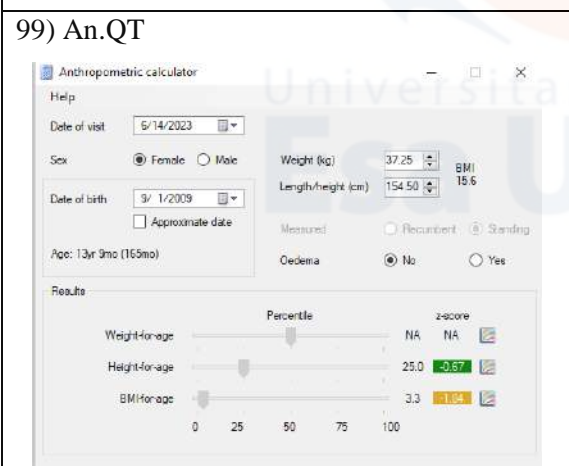 99) An.QT
Anthropometric calculator
Help
Date of visit 6/14/2023
Sex Female Male Weight (kg) 37.25 BMI
Length/height (cm) 154.50 15.6
Date of birth 9/ 1/2009
Approximate date
Measured Recumbent Standing
Age: 13yr 9mo (165mo) Oedema No Yes
Results
Percentile z-score
Weight-for-age NA NA
Height-for-age 25.0 -0.67
BMI-for-age 3.3 -1.84
0 25 50 75 100
Universita
Esa U